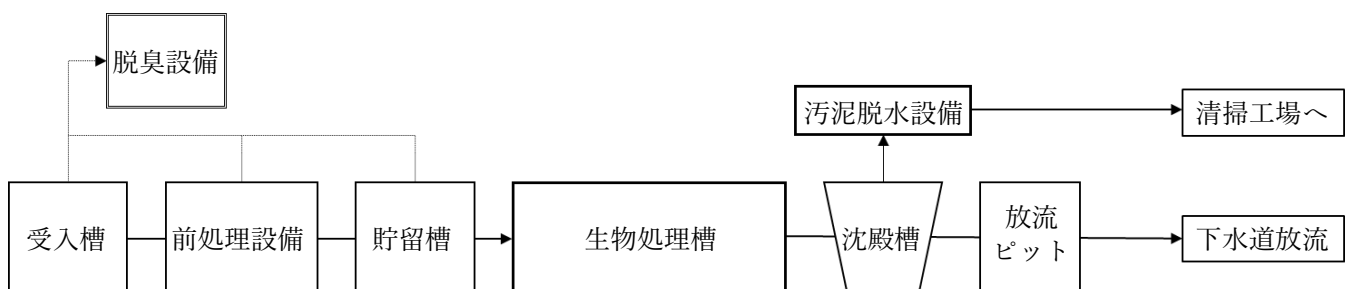 脱臭設備
汚泥脱水設備
清掃工場へ
受入槽
前処理設備
貯留槽
生物処理槽
沈殿槽
放流
ピット
下水道放流